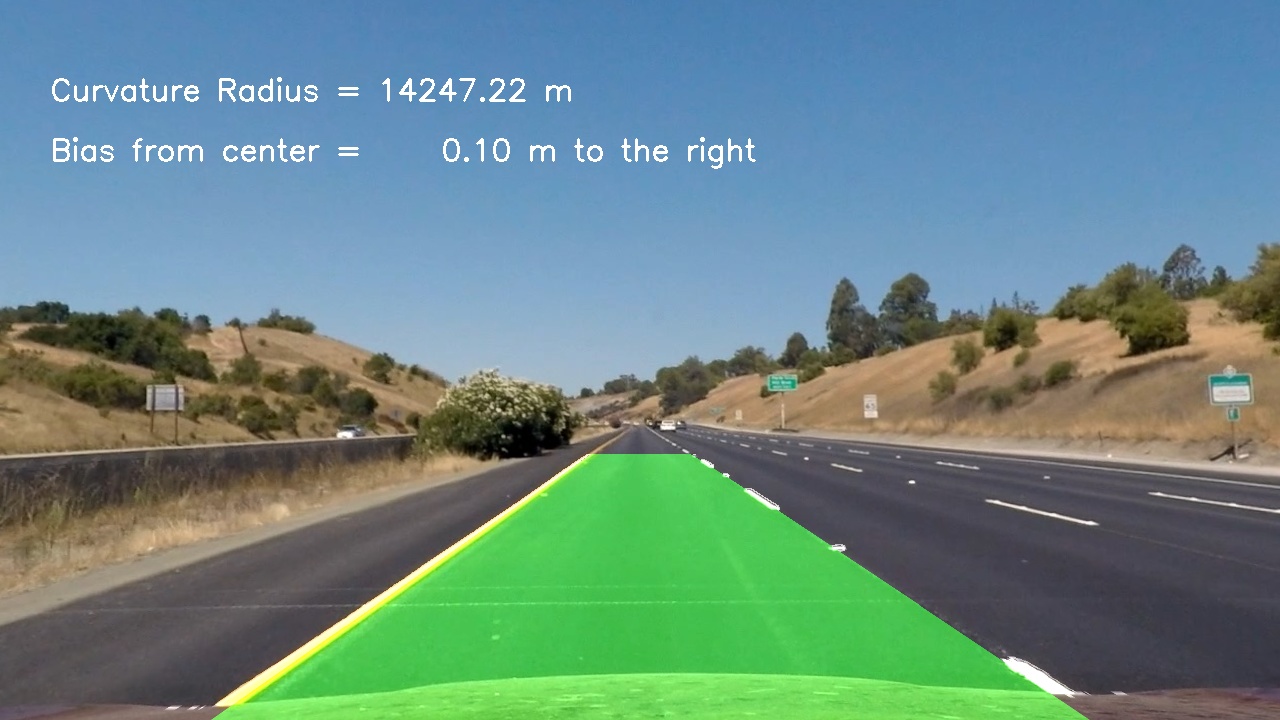 Curvature Radius = 14247.22 m
Bias from center = 0.10 m to the right